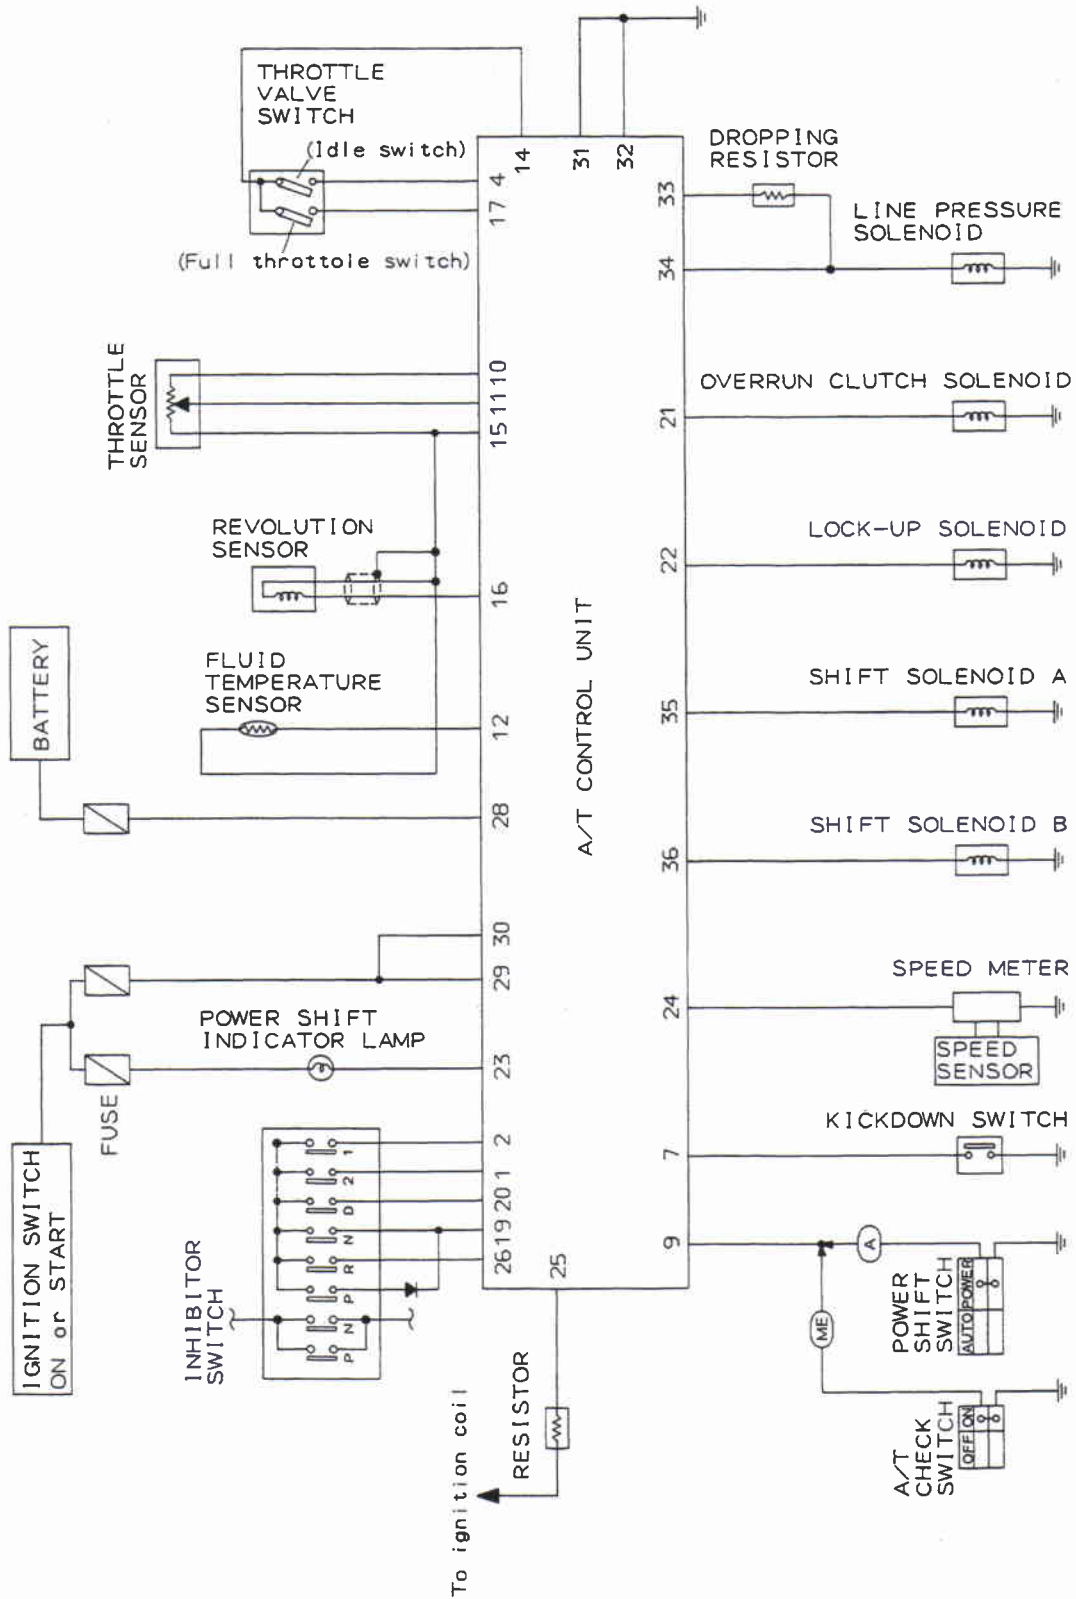 THROTTLE
VALVE
SWITCH
(Idle switch)
(Full throttole switch)
14
31
32
4
17
DROPPING
RESISTOR
33
LINE PRESSURE
SOLENOID
34
THROTTLE
SENSOR
10
11
15
OVERRUN CLUTCH SOLENOID
21
REVOLUTION
SENSOR
16
LOCK-UP SOLENOID
22
BATTERY
FLUID
TEMPERATURE
SENSOR
12
A/T CONTROL UNIT
SHIFT SOLENOID A
35
28
SHIFT SOLENOID B
36
30
29
SPEED METER
24
SPEED
SENSOR
POWER SHIFT
INDICATOR LAMP
23
FUSE
IGNITION SWITCH
ON or START
INHIBITOR
SWITCH
1
2
D
N
R
P
N
P
2
1
20
19
26
25
KICKDOWN SWITCH
7
9
A
ME
POWER
SHIFT
SWITCH
AUTO POWER
A/T
CHECK
SWITCH
OFF ON
RESISTOR
To ignition coil